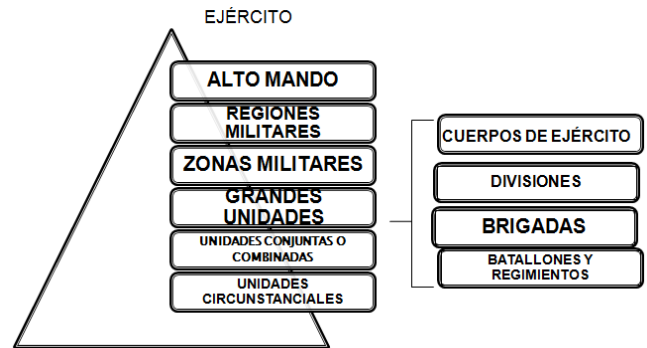 EJÉRCITO
ALTO MANDO
REGIONES
MILITARES
ZONAS MILITARES
GRANDES
UNIDADES
UNIDADES CONJUNTAS O
COMBINADAS
UNIDADES
CIRCUNSTANCIALES
CUERPOS DE EJÉRCITO
DIVISIONES
BRIGADAS
BATALLONES Y
REGIMIENTOS